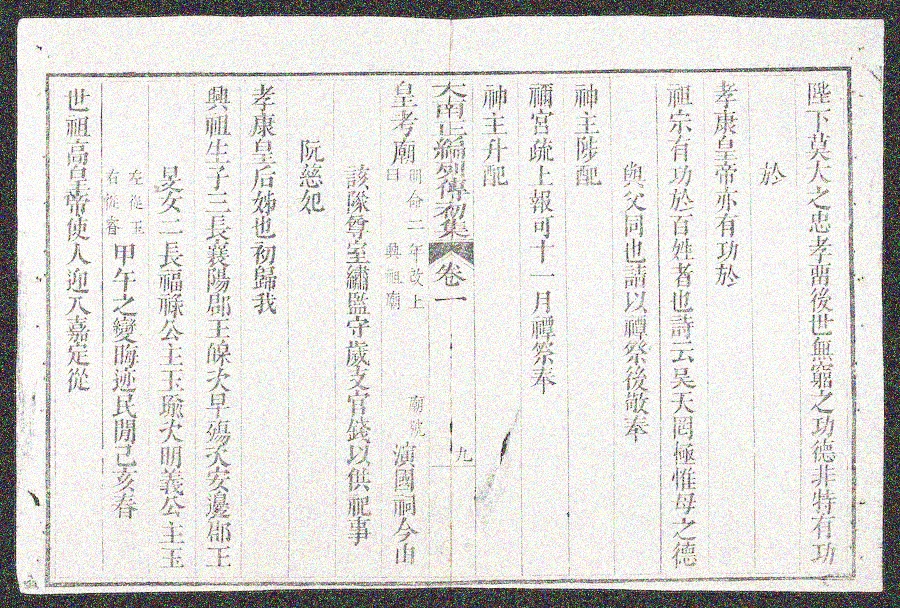 陛下莫大之忠孝畱後世無窮之功德非特有功
於
孝康皇帝亦有功於
祖宗有功於百姓者也詩云昊天罔極惟母之德
與父同也請以禫祭後敬奉
神主陟配
禰宮疏上報可十一月禫祭奉
神主升配
大南正編列傳初集 卷一 九
皇考廟明命二年改上廟號曰興祖廟演國祠今由
該隊尊室繡監守歲支官錢以供祀事
阮慈妃
孝康皇后姊也初歸我
興祖生子三長襄陽郡王㫰次早殤次安邊郡王
晏女二長福祿公主玉瑜次明義公主玉
左從玉右從睿甲午之變晦迹民間己亥春
世祖高皇帝使人迎入嘉定從